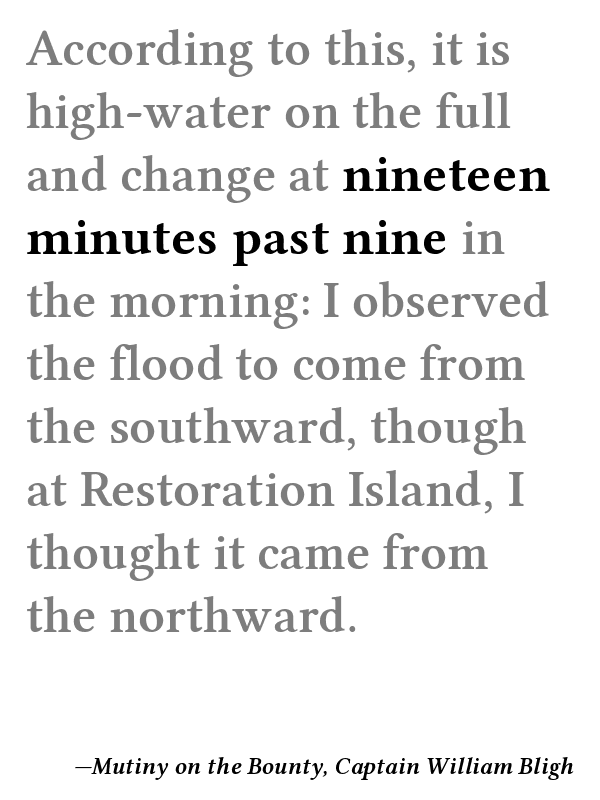 According to this, it is
high-water on the full
and change at nineteen
minutes past nine in
the morning: I observed
the flood to come from
the southward, though
at Restoration Island, I
thought it came from
the northward.
—Mutiny on the Bounty, Captain William Bligh